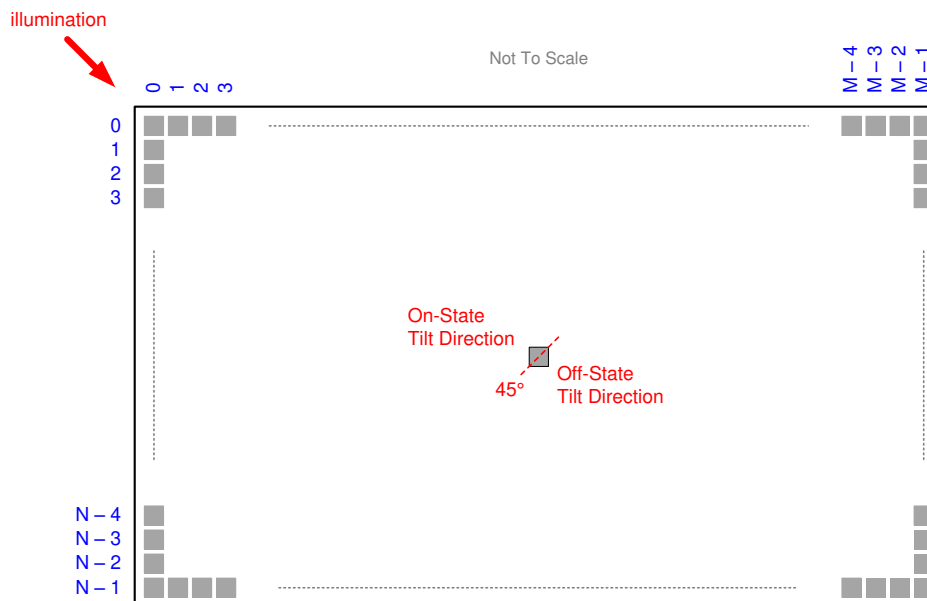 illumination
Not To Scale
0
1
2
3
M – 4
M – 3
M – 2
M – 1
0
1
2
3
On-State
Tilt Direction
45°
Off-State
Tilt Direction
N – 4
N – 3
N – 2
N – 1